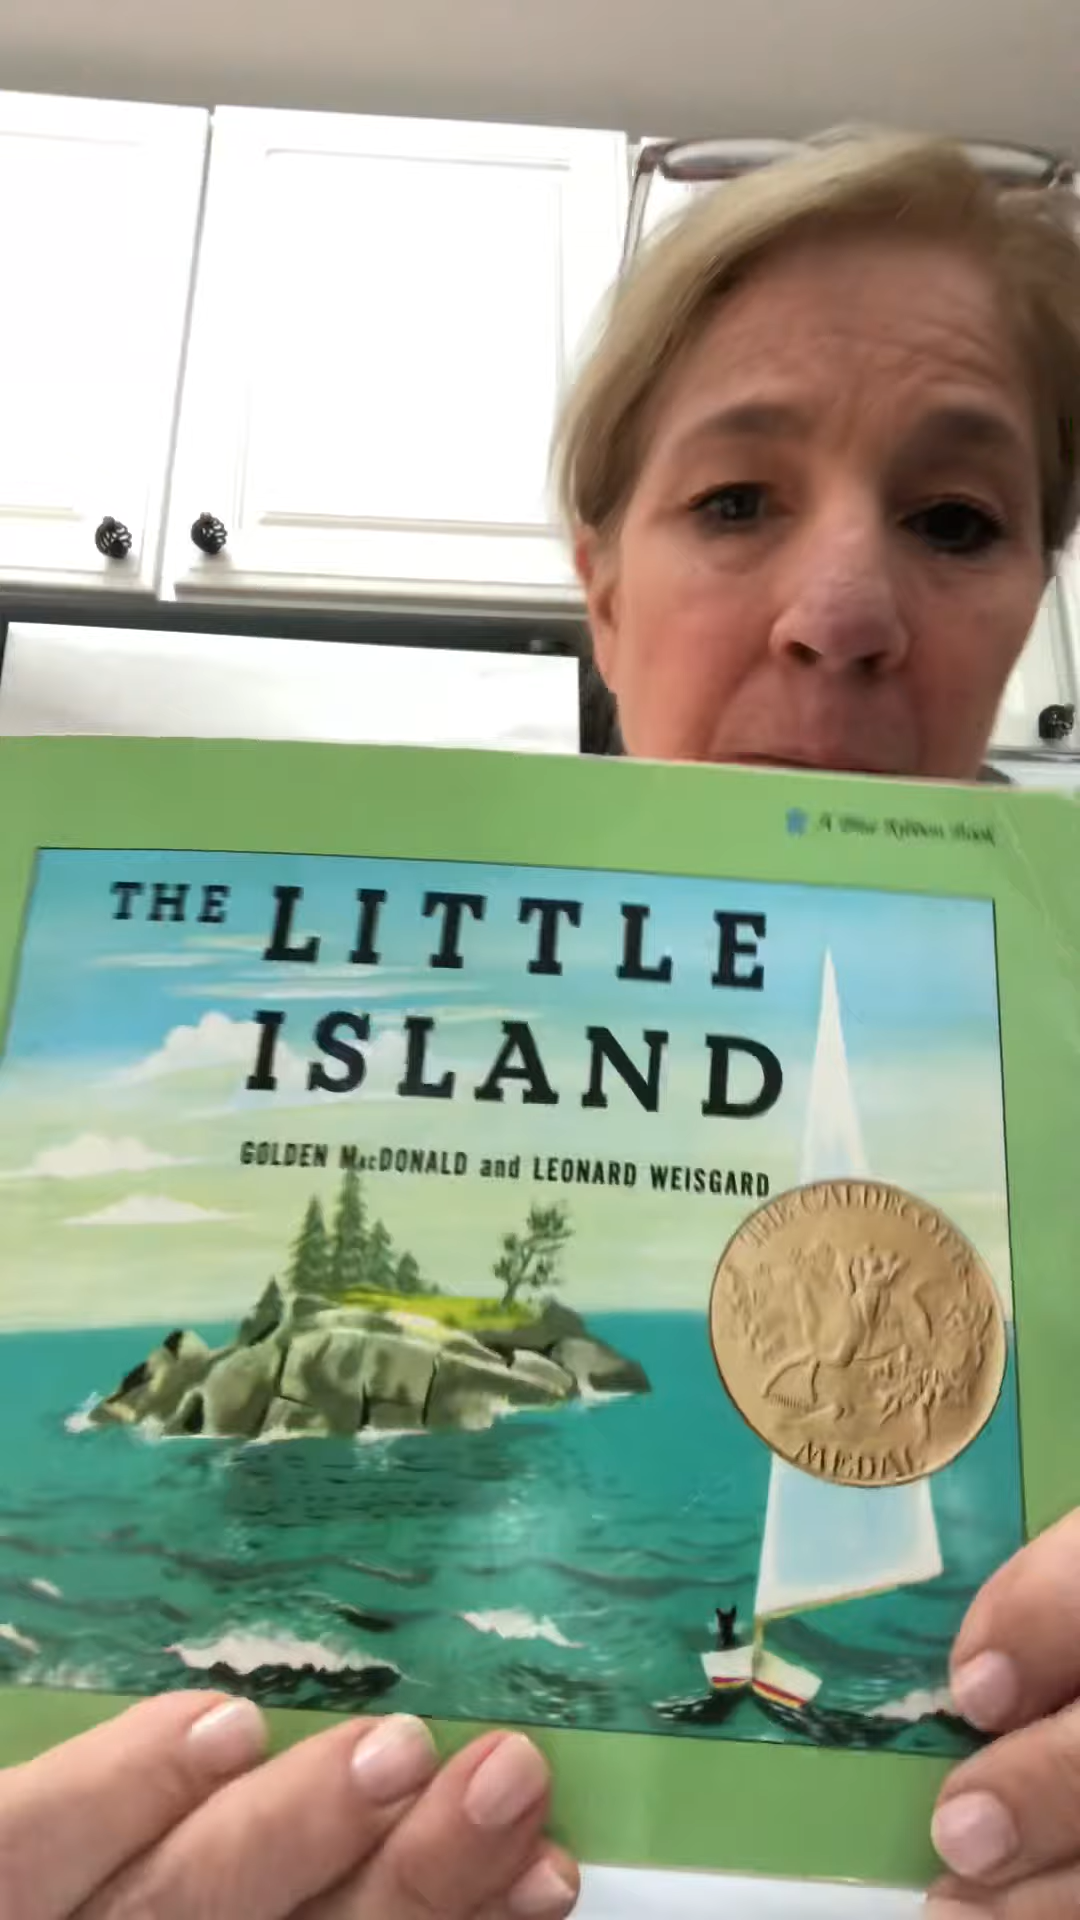 A Blue Ribbon Book
THE LITTLE
ISLAND
GOLDEN MacDONALD and LEONARD WEISGARD
THE CALDECOTT
MEDAL